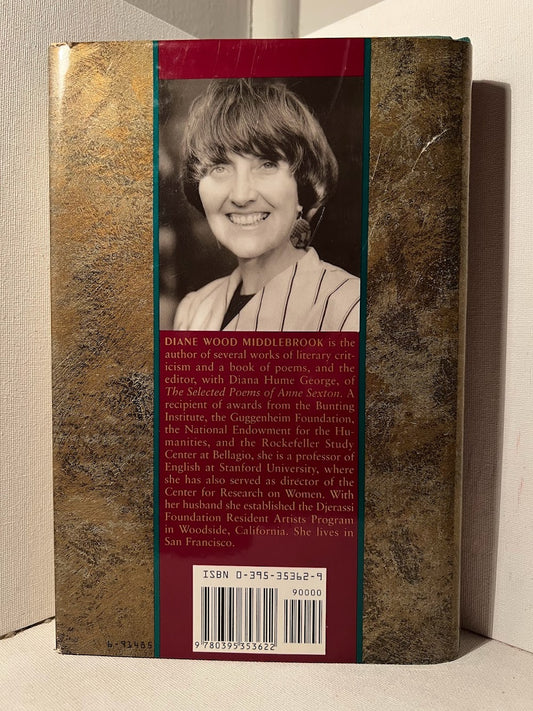 DIANE WOOD MIDDLEBROOK is the
author of several works of literary crit-
icism and a book of poems, and the
editor, with Diana Hume George, of
The Selected Poems of Anne Sexton. A
recipient of awards from the Bunting
Institute, the Guggenheim Foundation,
the National Endowment for the Hu-
manities, and the Rockefeller Study
Center at Bellagio, she is a professor of
English at Stanford University, where
she has also served as director of the
Center for Research on Women. With
her husband she established the Djerassi
Foundation Resident Artists Program
in Woodside, California. She lives in
San Francisco.
ISBN 0-395-35362-9
90000
9 780395353622
6-91485